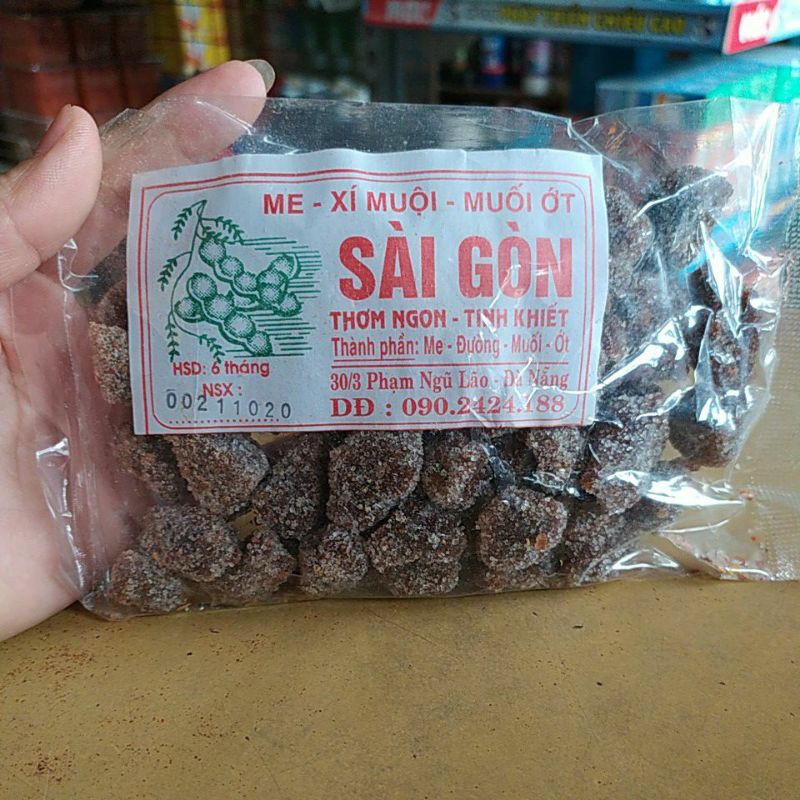 ME - XÍ MUỘI - MUỐI ỚT
SÀI GÒN
THƠM NGON - TINH KHIẾT
Thành phần: Me - Đường - Muối - Ớt
HSD: 6 tháng
NSX :
00211020
30/3 Phạm Ngũ Lão - Đà Nẵng
DĐ : 090.2424.188